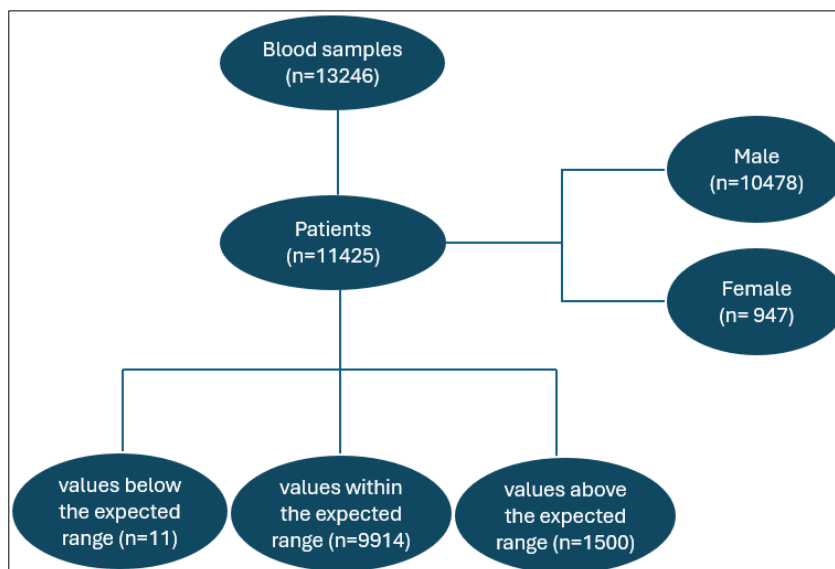 Blood samples
(n=13246)
Male
(n=10478)
Patients
(n=11425)
Female
(n= 947)
values below
the expected
range (n=11)
values within
the expected
range (n=9914)
values above
the expected
range (n=1500)